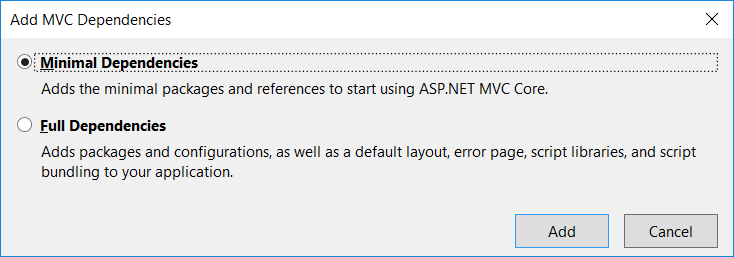 Add MVC Dependencies
Minimal Dependencies
Adds the minimal packages and references to start using ASP.NET MVC Core.
Full Dependencies
Adds packages and configurations, as well as a default layout, error page, script libraries, and script
bundling to your application.
Add
Cancel